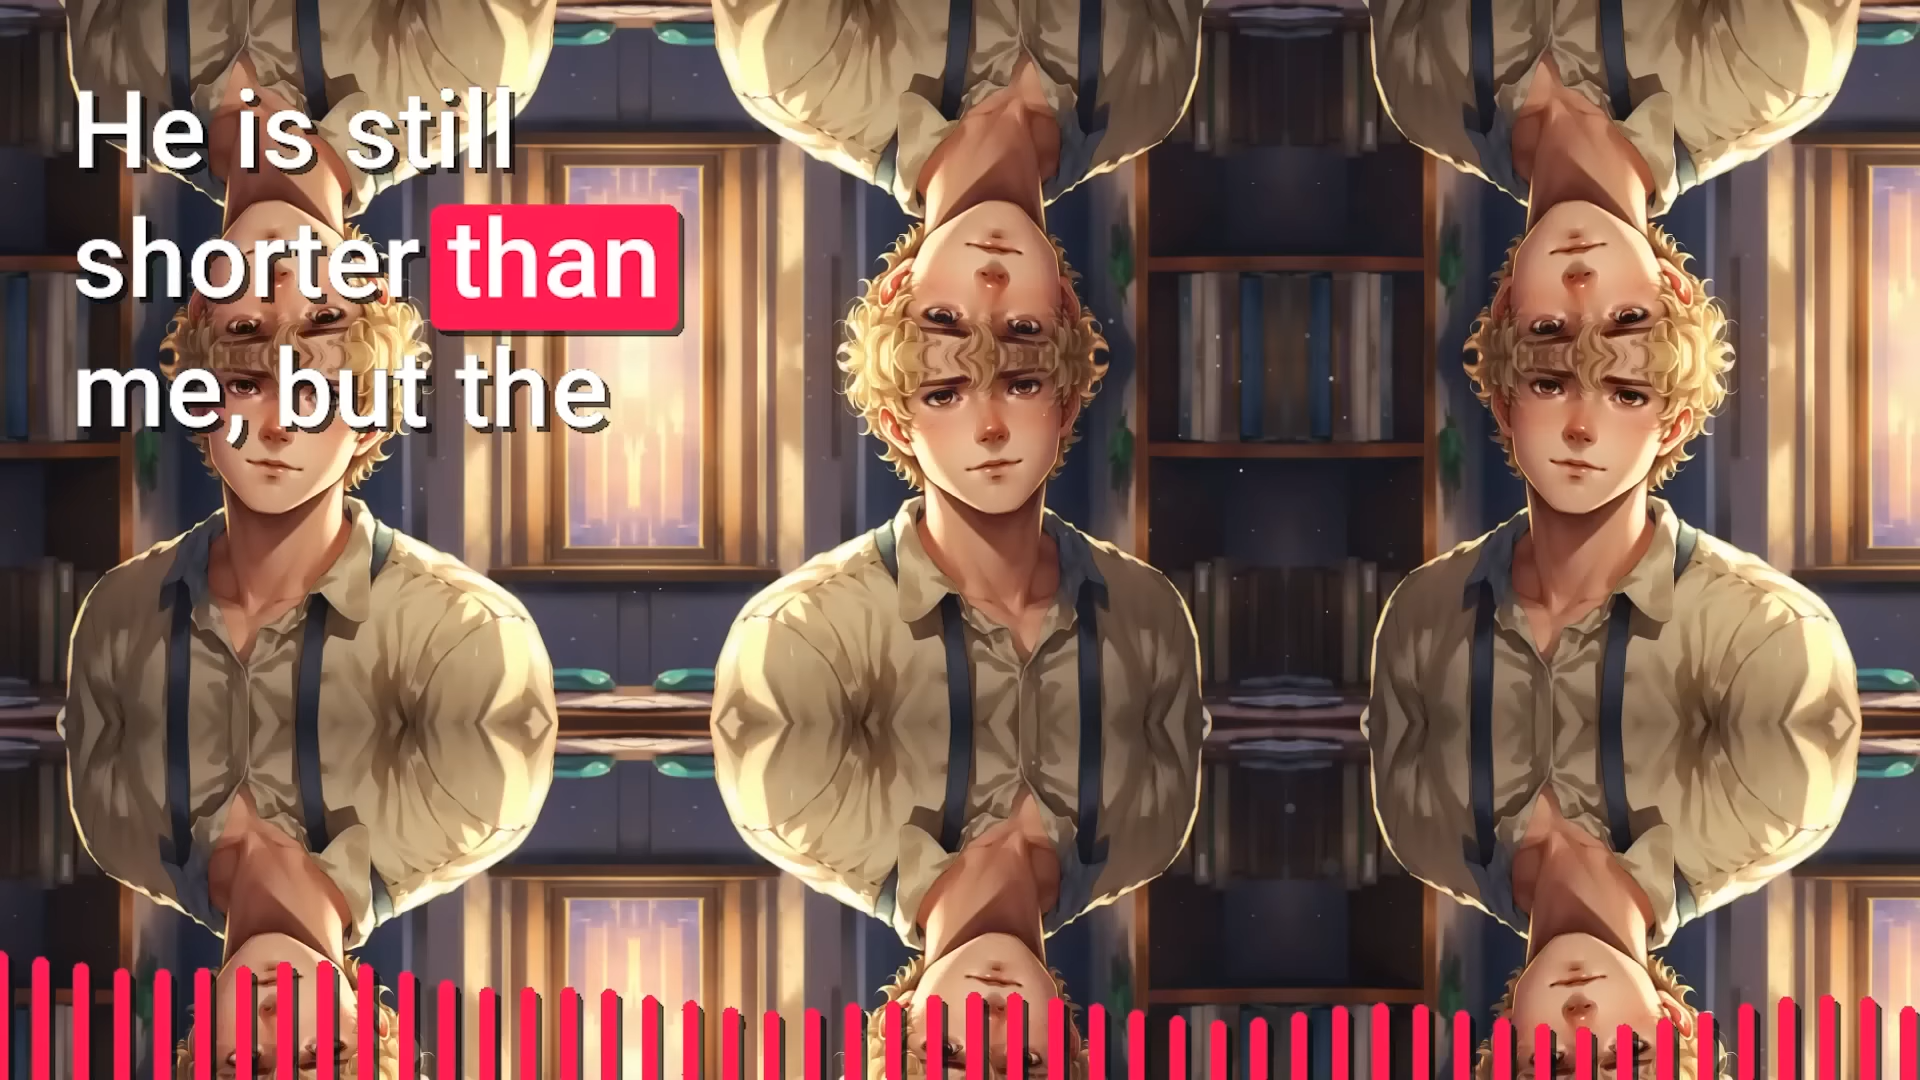 He is still
shorter than
me, but the